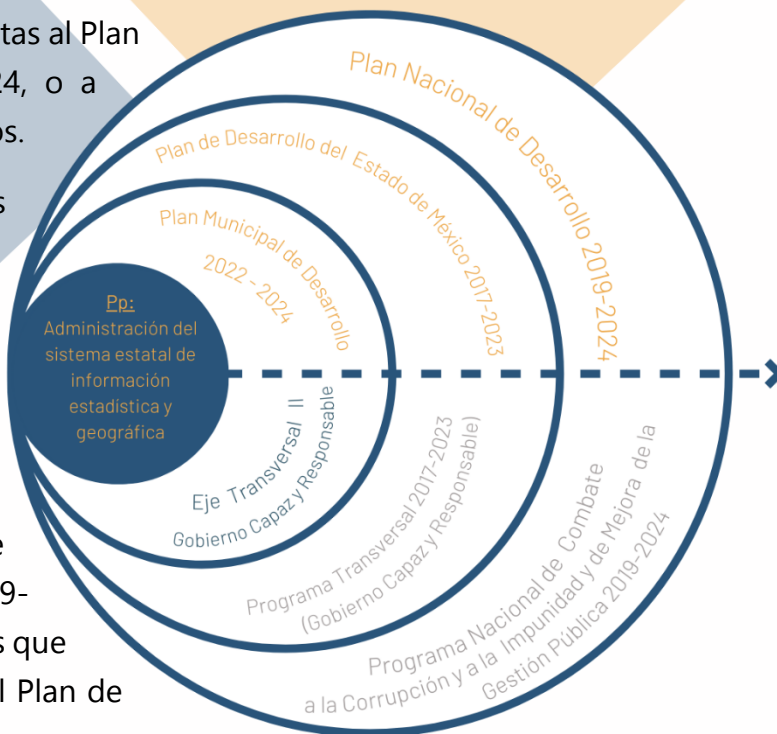 tas al Plan
24, o a
os.
s
e
9-
s que
l Plan de
Pp:
Administración del
sistema estatal de
información
estadística y
geográfica
Plan Municipal de Desarrollo
2022 - 2024
Eje Transversal II
Gobierno Capaz y Responsable
Plan de Desarrollo del Estado de México 2017-2023
Programa Transversal 2017-2023
(Gobierno Capaz y Responsable)
Plan Nacional de Desarrollo 2019-2024
Programa Nacional de Combate
a la Corrupción y a la Impunidad y de Mejora de la
Gestión Pública 2019-2024